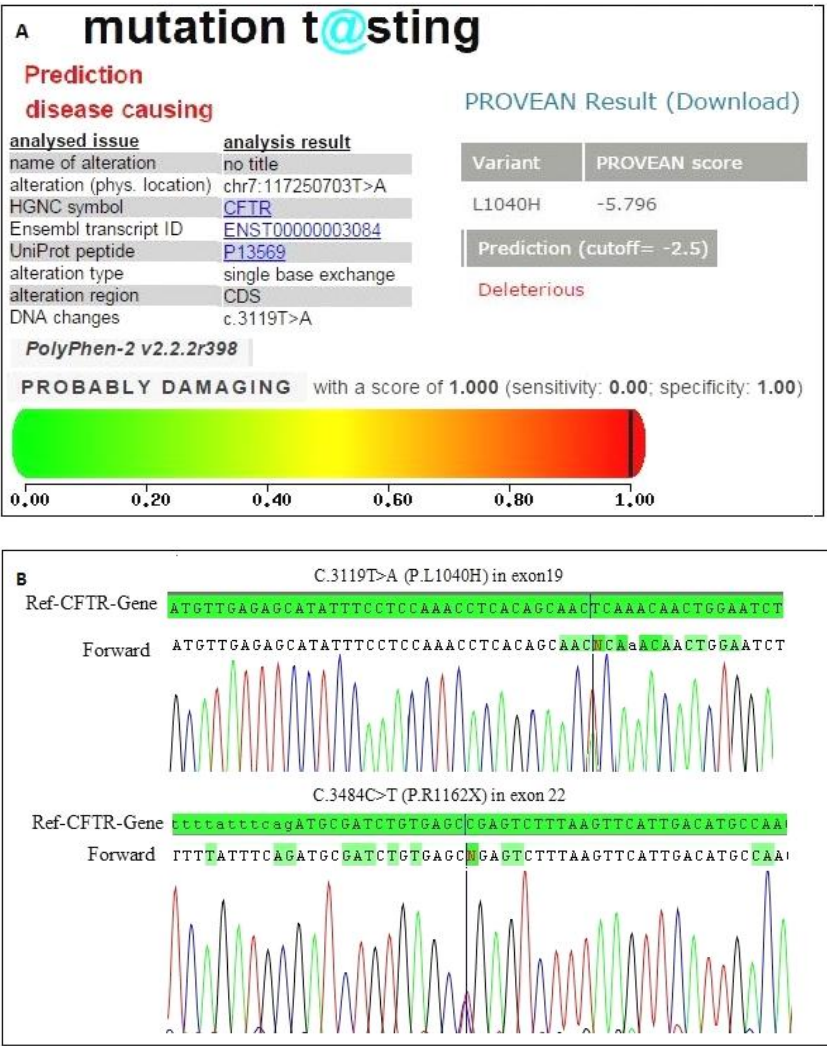 A mutation t@sting
Prediction
disease causing
analysed issue analysis result
name of alteration no title
alteration (phys. location) chr7:117250703T>A
HGNC symbol CFTR
Ensembl transcript ID ENST00000003084
UniProt peptide P13569
alteration type single base exchange
alteration region CDS
DNA changes c.3119T>A
PROVEAN Result (Download)
Variant PROVEAN score
L1040H -5.796
Prediction (cutoff= -2.5)
Deleterious
PolyPhen-2 v2.2.2r398
PROBABLY DAMAGING with a score of 1.000 (sensitivity: 0.00; specificity: 1.00)
0.00 0.20 0.40 0.60 0.80 1.00
B
C.3119T>A (P.L1040H) in exon19
Ref-CFTR-Gene ATGTTGAGAGCATATTTCCTCCAAACCTCACAGCAACTCAAACAACTGGAATCT
Forward ATGTTGAGAGCATATTTCCTCCAAACCTCACAGCAACNCAAaACAACTGGAATCT
C.3484C>T (P.R1162X) in exon 22
Ref-CFTR-Gene ttttatttcagATGCGATCTGTGAGCCGAGTCTTTAAGTTCATTGACATGCCAA
Forward TTTTATTTCAGATGCGATCTGTGAGCNGAGTCTTTAAGTTCATTGACATGCCAA